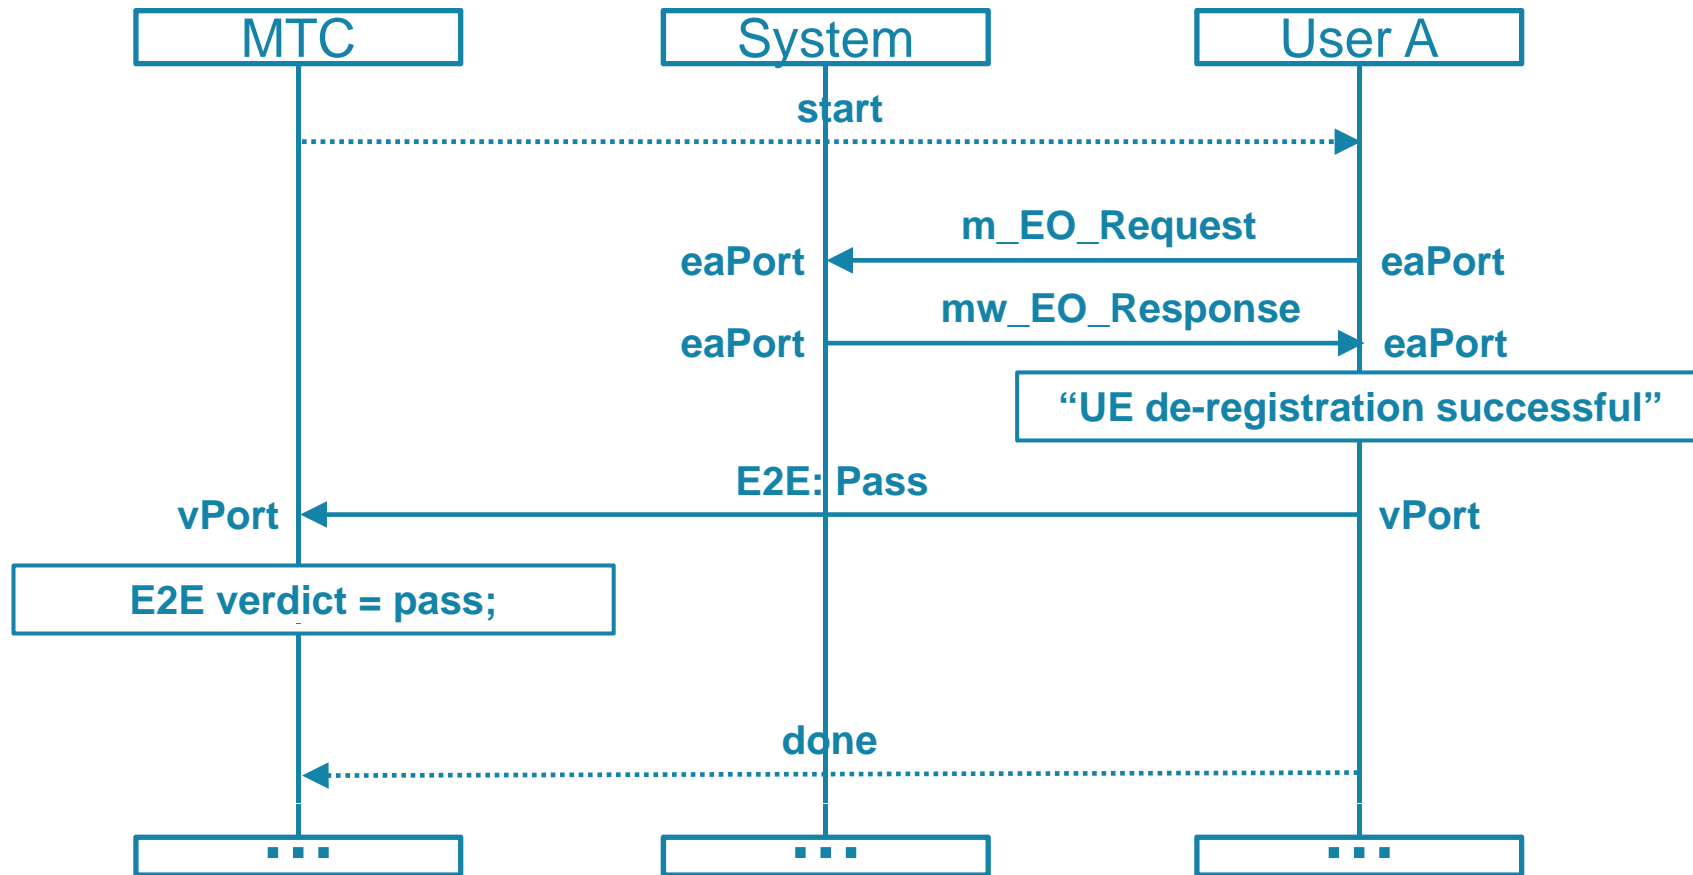 MTC System User A
start
m_EO_Request
eaPort eaPort
mw_EO_Response
eaPort eaPort
“UE de-registration successful”
E2E: Pass
vPort vPort
E2E verdict = pass;
done
... ... ...